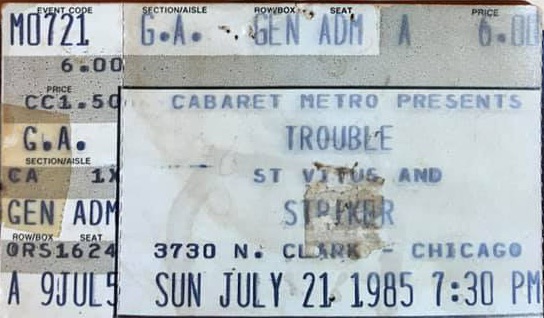 EVENT CODE SECTION/AISLE ROW/BOX SEAT PRICE
M0721 G.A. GEN ADM A 6.00
6.00
PRICE
CC1.50
G.A.
SECTION/AISLE
CA 1X
GEN ADM
ROW/BOX SEAT
ORS1624
A 9JUL5
CABARET METRO PRESENTS
TROUBLE
ST VITUS AND
STRIKER
3730 N. CLARK - CHICAGO
SUN JULY 21 1985 7:30 PM